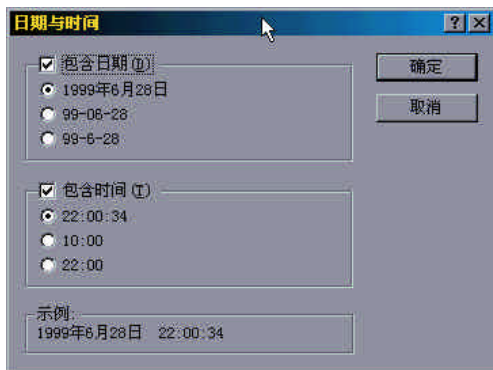 日期与时间
包含日期(D)
确定
1999年6月28日
取消
99-06-28
99-6-28
包含时间(T)
22:00:34
10:00
22:00
示例:
1999年6月28日 22:00:34